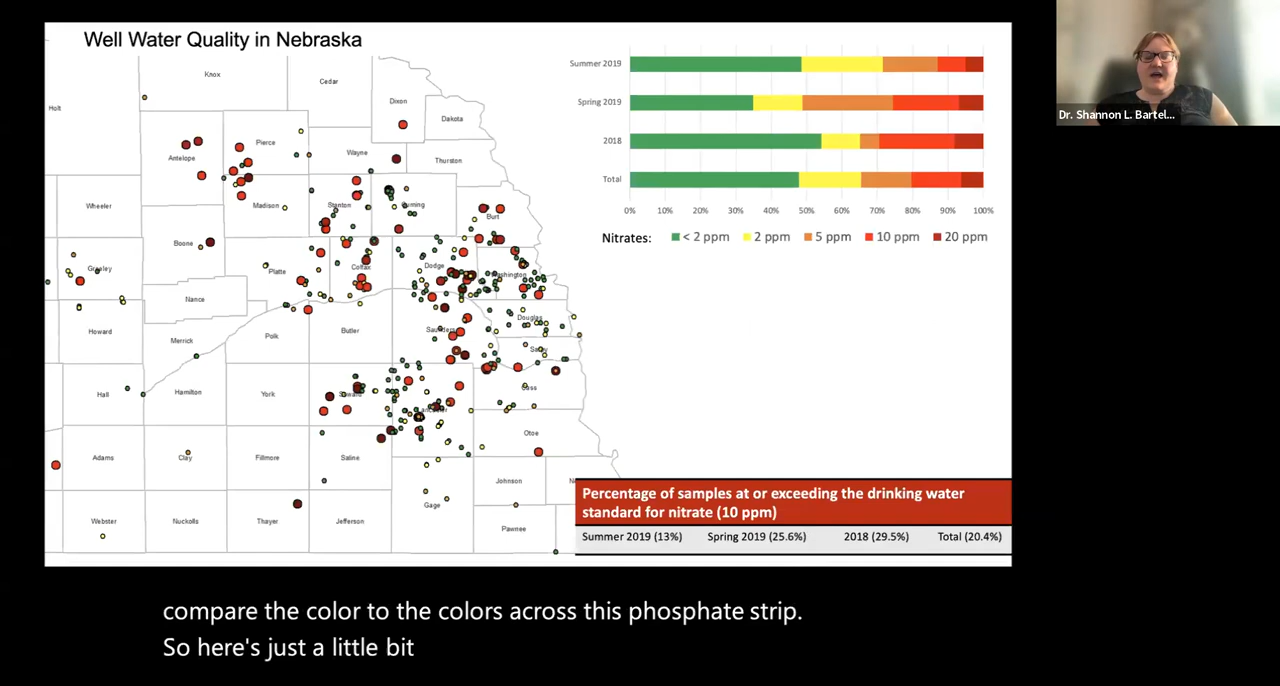 Well Water Quality in Nebraska
Knox
Cedar
Holt
Dixon
Dakota
Pierce
Antelope
Wayne
Thurston
Wheeler
Madison
Stanton
Burt
Boone
Greeley
Platte
Colfax
Dodge
Washington
Nance
Howard
Merrick
Polk
Butler
Douglas
Hall
Hamilton
York
Otoe
Adams
Clay
Fillmore
Saline
Johnson
Gage
Webster
Nuckolls
Thayer
Jefferson
Pawnee
Summer 2019
Spring 2019
2018
Total
0% 10% 20% 30% 40% 50% 60% 70% 80% 90% 100%
Nitrates: < 2 ppm 2 ppm 5 ppm 10 ppm 20 ppm
Percentage of samples at or exceeding the drinking water
standard for nitrate (10 ppm)
Summer 2019 (13%) Spring 2019 (25.6%) 2018 (29.5%) Total (20.4%)
Dr. Shannon L. Bartel...
compare the color to the colors across this phosphate strip.
So here's just a little bit